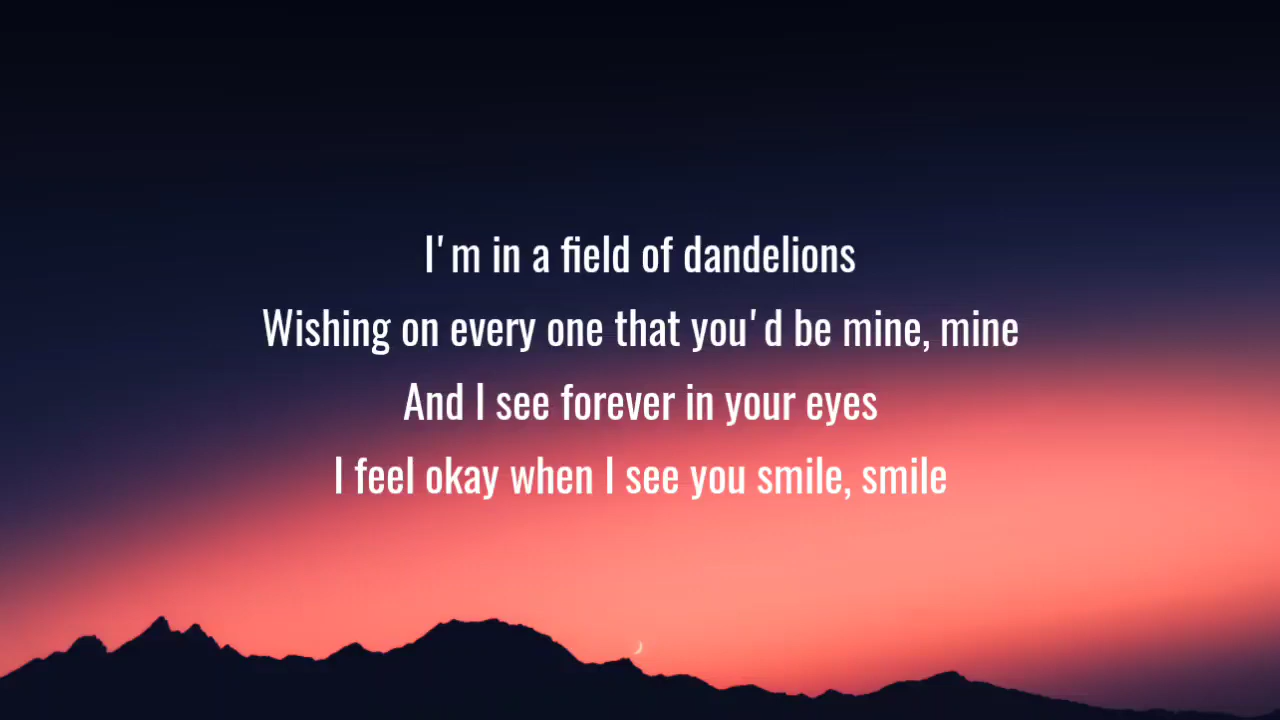 I'm in a field of dandelions
Wishing on every one that you'd be mine, mine
And I see forever in your eyes
I feel okay when I see you smile, smile